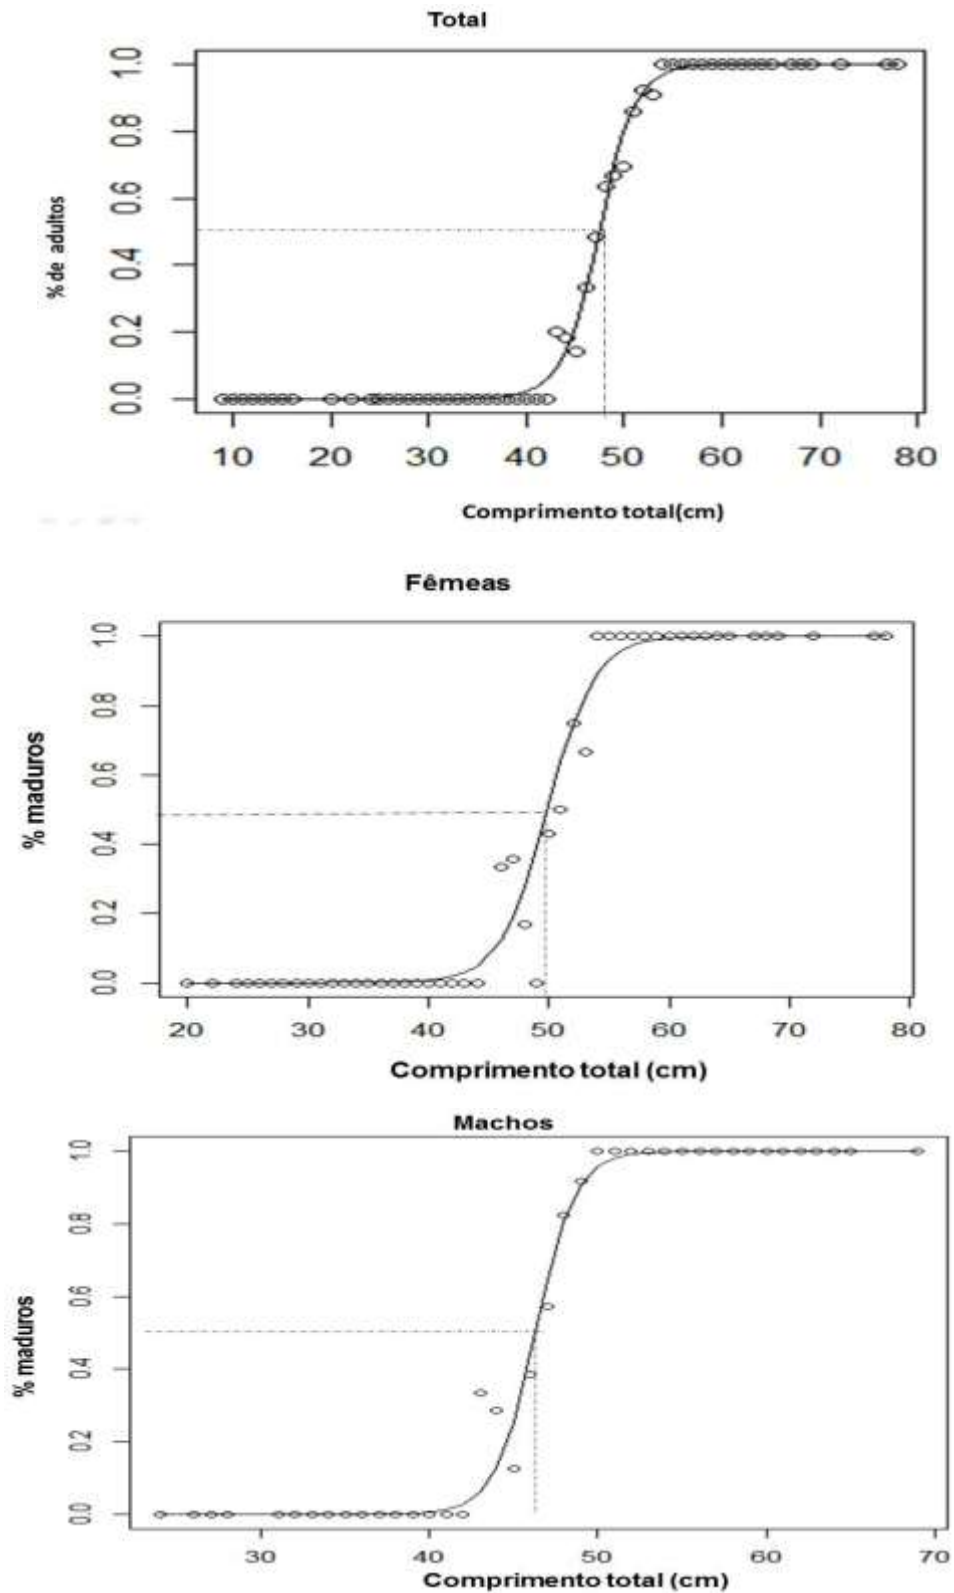 Total
1.0
0.8
0.6
0.4
0.2
0.0
% de adultos
10 20 30 40 50 60 70 80
Comprimento total(cm)
Fêmeas
1.0
0.8
0.6
0.4
0.2
0.0
% maduros
20 30 40 50 60 70 80
Comprimento total (cm)
Machos
1.0
0.8
0.6
0.4
0.2
0.0
% maduros
30 40 50 60 70
Comprimento total (cm)